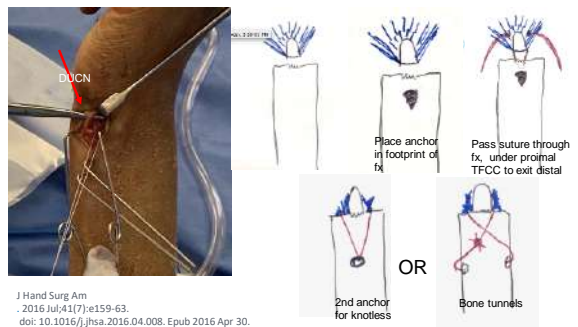 DUCN
Place anchor
in footprint of
fx
Pass suture through
fx, under proimal
TFCC to exit distal
OR
2nd anchor
for knotless
Bone tunnels
J Hand Surg Am
. 2016 Jul;41(7):e159-63.
doi: 10.1016/j.jhsa.2016.04.008. Epub 2016 Apr 30.